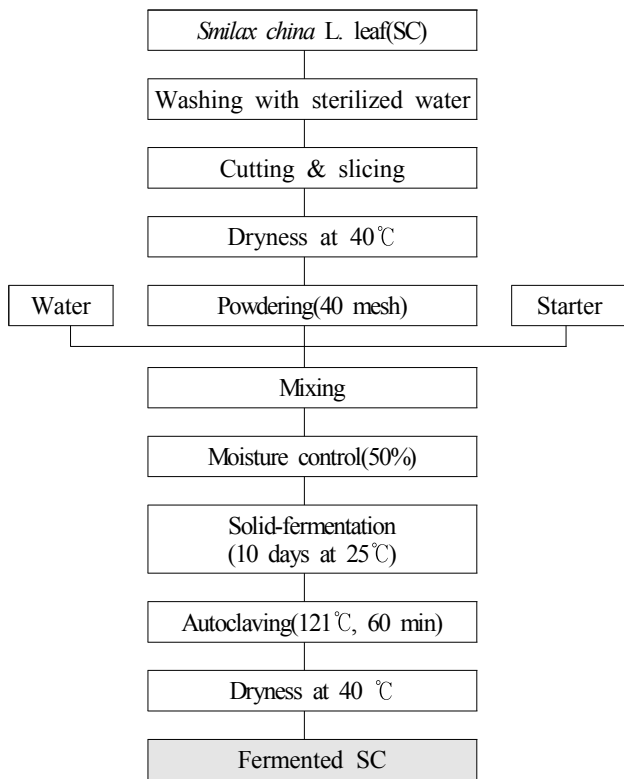 Smilax china L. leaf(SC)
Washing with sterilized water
Cutting & slicing
Dryness at 40℃
Water
Powdering(40 mesh)
Starter
Mixing
Moisture control(50%)
Solid-fermentation
(10 days at 25℃)
Autoclaving(121℃, 60 min)
Dryness at 40 ℃
Fermented SC